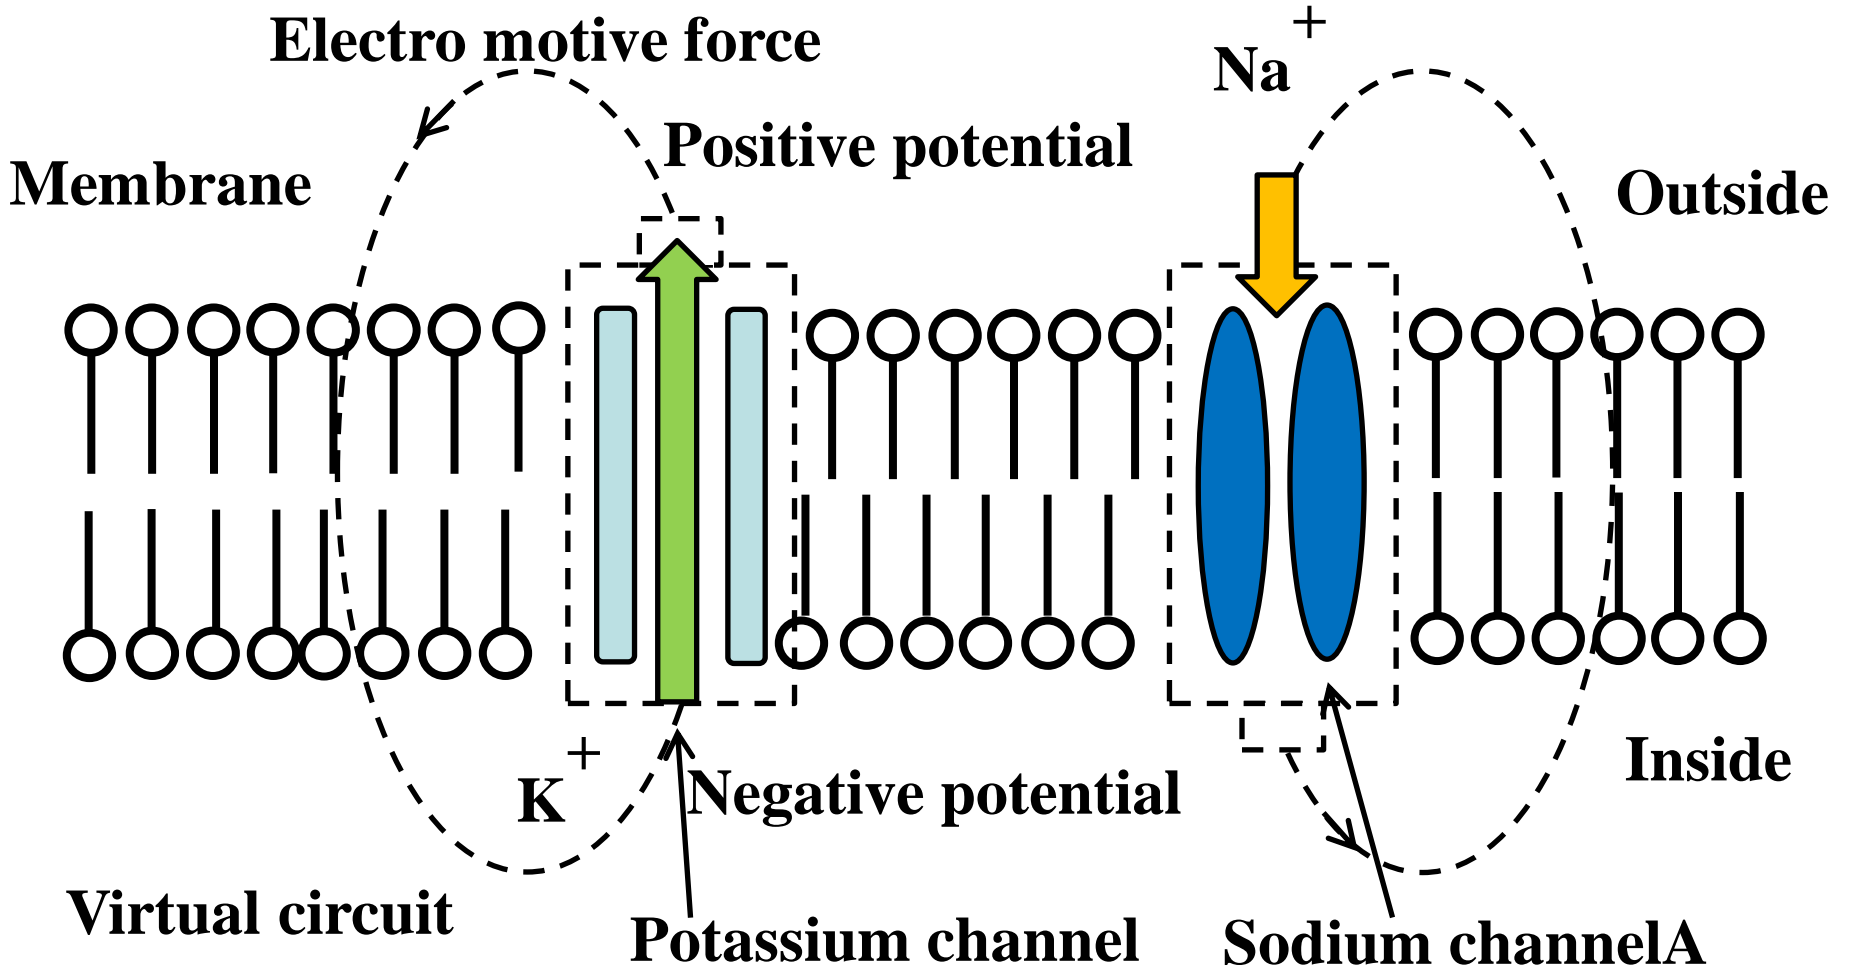 Electro motive force
Na+
Positive potential
Membrane
Outside
Inside
K+
Negative potential
Virtual circuit
Potassium channel
Sodium channelA